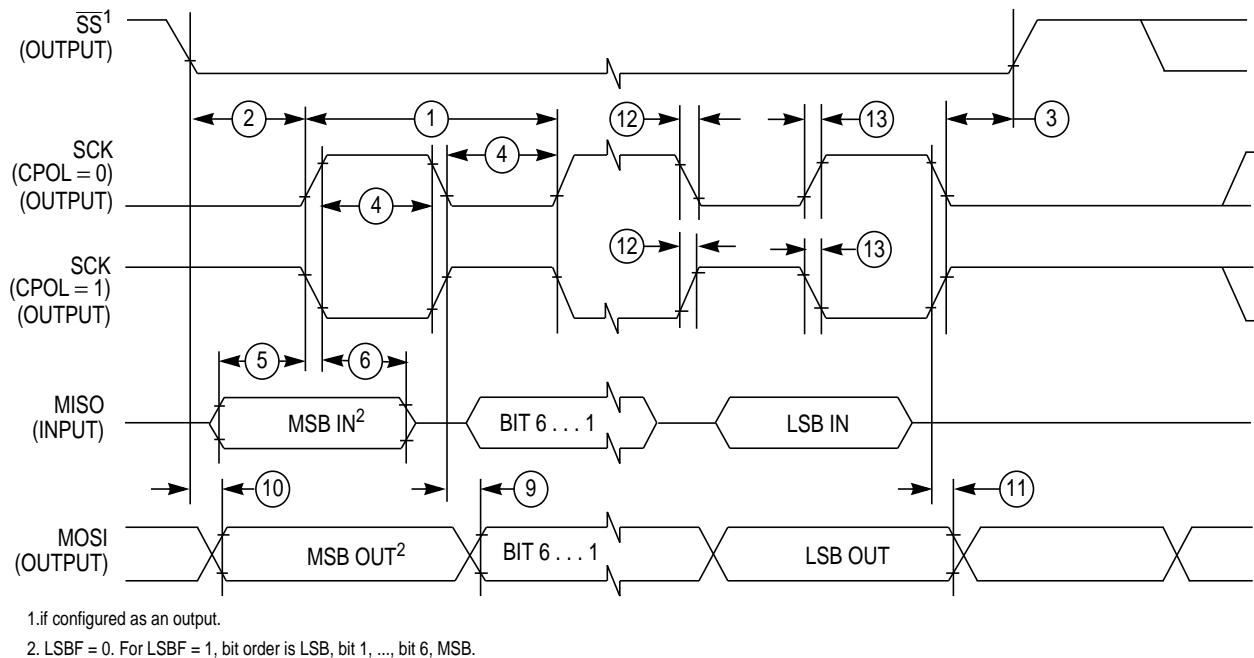 SS¹
(OUTPUT)
2
1
12
13
3
SCK
(CPOL = 0)
(OUTPUT)
4
4
SCK
(CPOL = 1)
(OUTPUT)
12
13
5
6
MISO
(INPUT)
MSB IN²
BIT 6 . . . 1
LSB IN
10
9
11
MOSI
(OUTPUT)
MSB OUT²
BIT 6 . . . 1
LSB OUT
1.if configured as an output.
2. LSBF = 0. For LSBF = 1, bit order is LSB, bit 1, ..., bit 6, MSB.